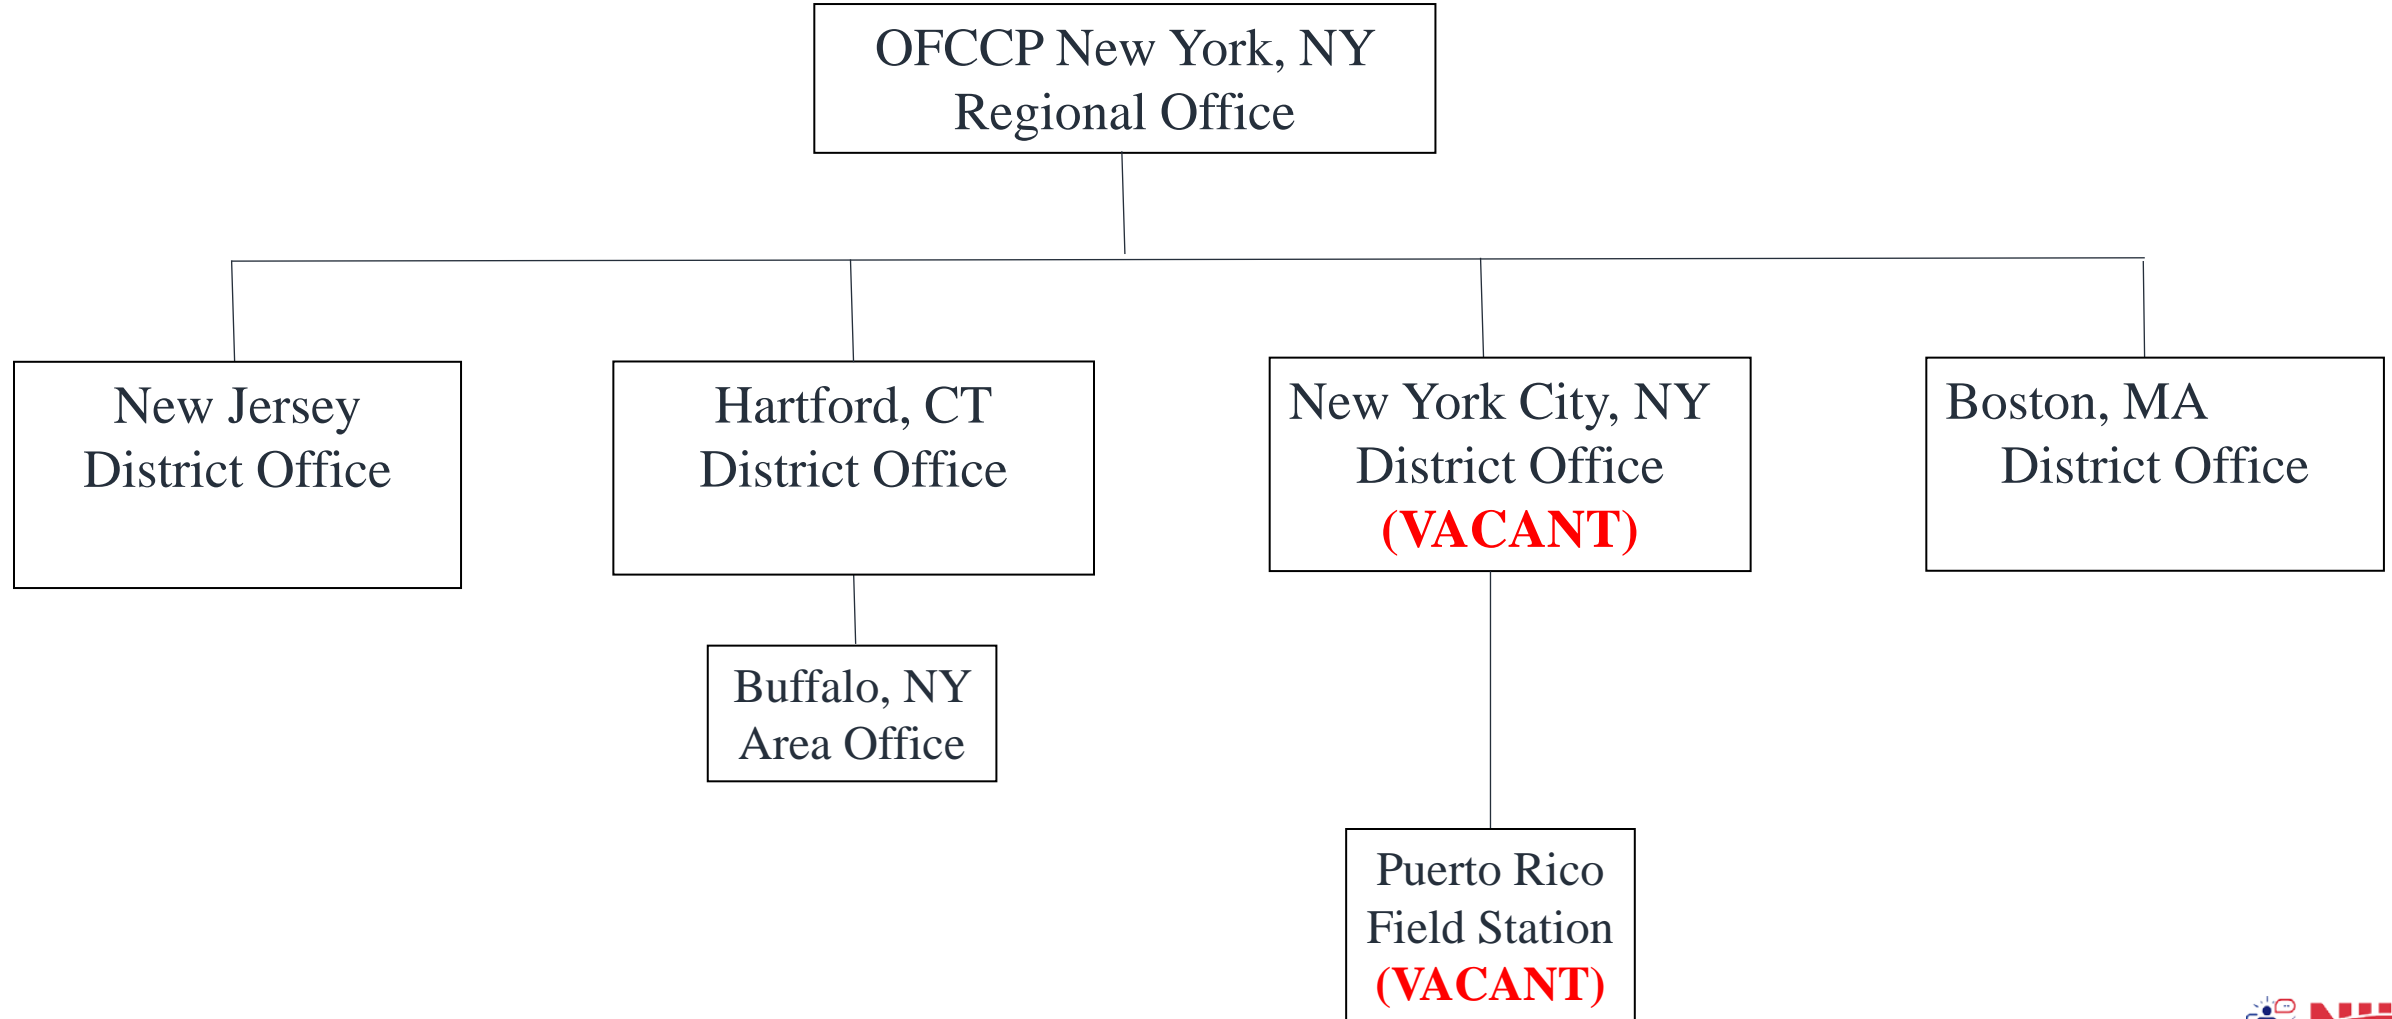 OFCCP New York, NY
Regional Office
New Jersey
District Office
Hartford, CT
District Office
New York City, NY
District Office
(VACANT)
Boston, MA
District Office
Buffalo, NY
Area Office
Puerto Rico
Field Station
(VACANT)